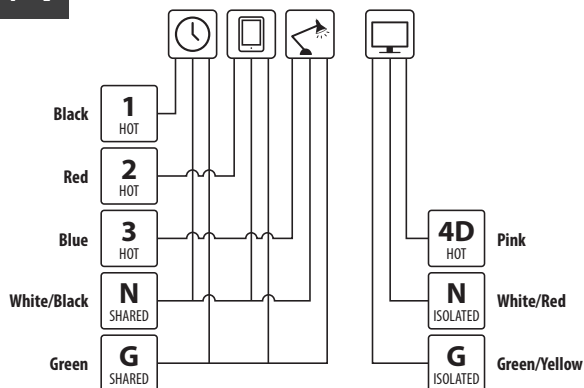 Black
1
HOT
Red
2
HOT
Blue
3
HOT
White/Black
N
SHARED
Green
G
SHARED
4D
HOT
Pink
N
ISOLATED
White/Red
G
ISOLATED
Green/Yellow